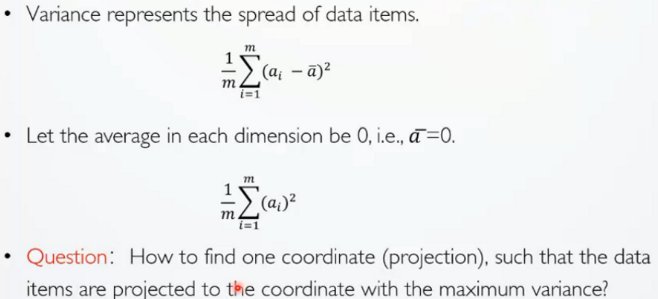 • Variance represents the spread of data items.
$\frac{1}{m}\sum_{i=1}^{m}(a_i - \bar{a})^2$
• Let the average in each dimension be 0, i.e., $\bar{a}$=0.
$\frac{1}{m}\sum_{i=1}^{m}(a_i)^2$
• Question: How to find one coordinate (projection), such that the data
items are projected to the coordinate with the maximum variance?